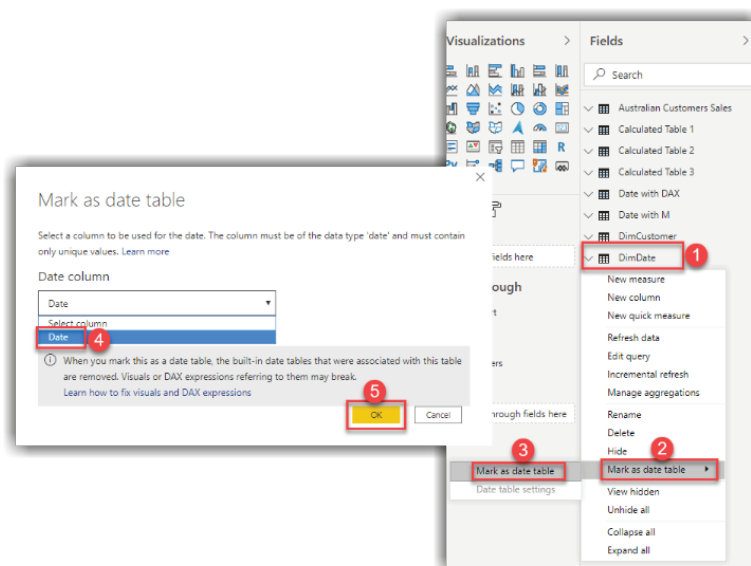 Visualizations
Fields
Search
Australian Customers Sales
Calculated Table 1
Calculated Table 2
Calculated Table 3
Date with DAX
Date with M
DimCustomer
DimDate
1
New measure
New column
New quick measure
Refresh data
Edit query
Incremental refresh
Manage aggregations
Rename
Delete
Hide
2
Mark as date table
View hidden
Unhide all
Collapse all
Expand all
3
Mark as date table
Date table settings
R
fields here
ough
rt
ers
hrough fields here
Mark as date table
Select a column to be used for the date. The column must be of the data type 'date' and must contain
only unique values. Learn more
Date column
Date
Select column
Date
4
When you mark this as a date table, the built-in date tables that were associated with this table
are removed. Visuals or DAX expressions referring to them may break.
Learn how to fix visuals and DAX expressions
5
OK
Cancel